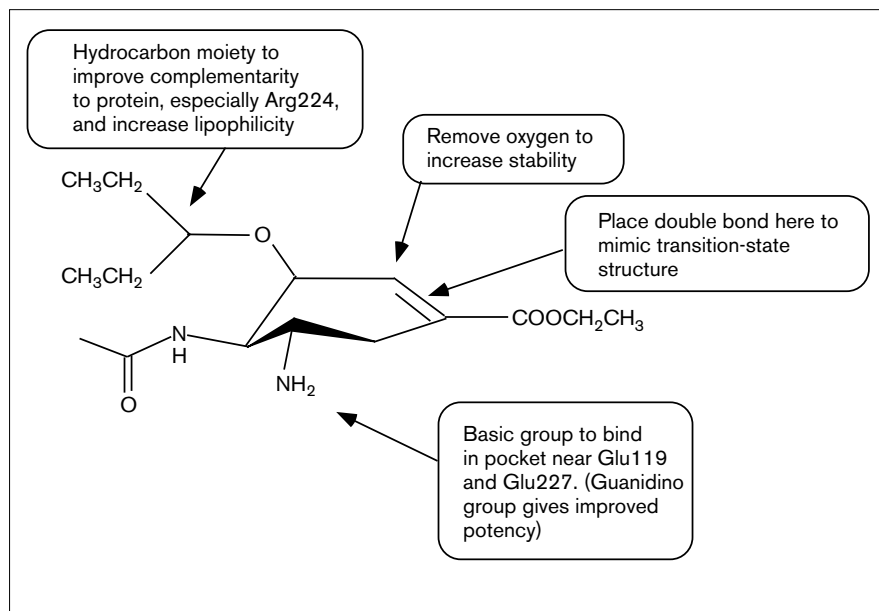 Hydrocarbon moiety to
improve complementarity
to protein, especially Arg224,
and increase lipophilicity
Remove oxygen to
increase stability
CH₃CH₂
Place double bond here to
mimic transition-state
structure
O
CH₃CH₂
COOCH₂CH₃
N
H
NH₂
O
Basic group to bind
in pocket near Glu119
and Glu227. (Guanidino
group gives improved
potency)